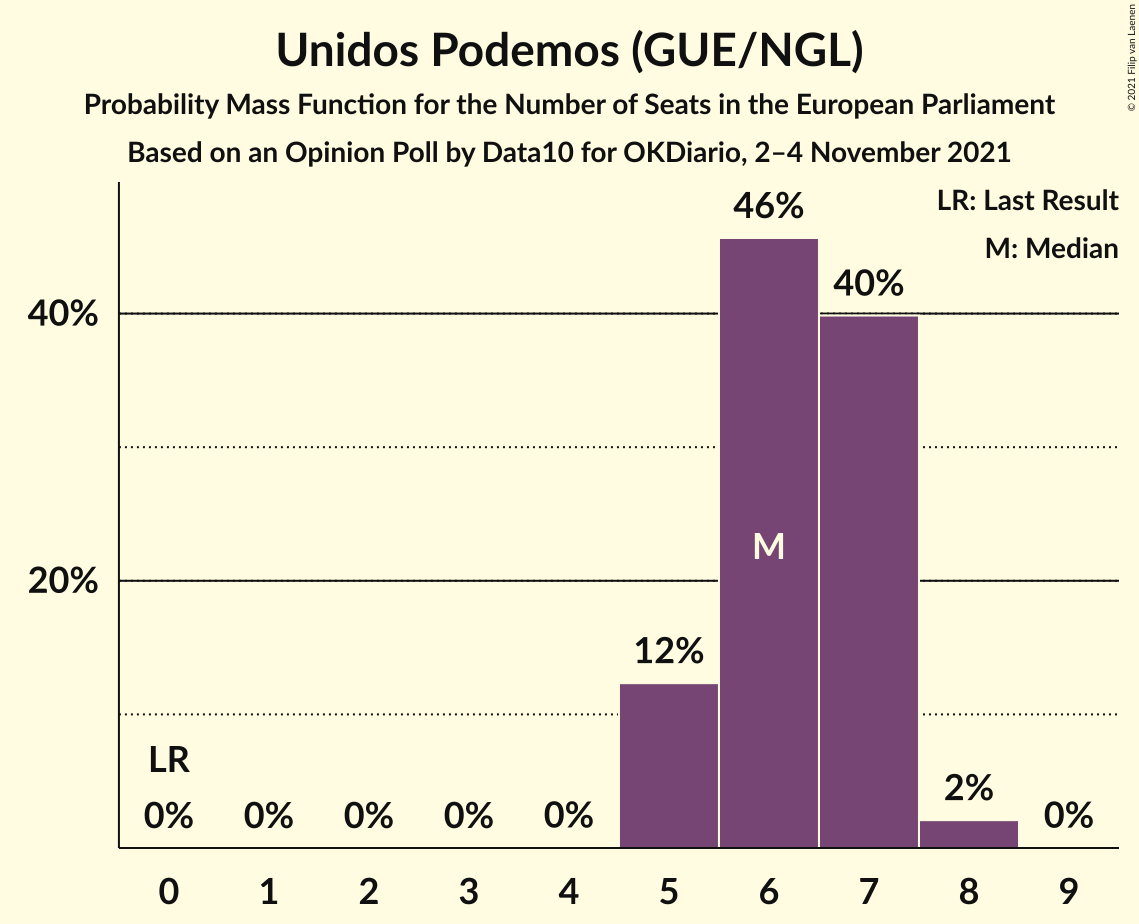 Unidos Podemos (GUE/NGL)
Probability Mass Function for the Number of Seats in the European Parliament
Based on an Opinion Poll by Data10 for OKDiario, 2–4 November 2021
© 2021 Filip van Laenen
LR: Last Result
M: Median
46%
40%
40%
M
20%
12%
LR
2%
0% 0% 0% 0% 0% 0%
0 1 2 3 4 5 6 7 8 9